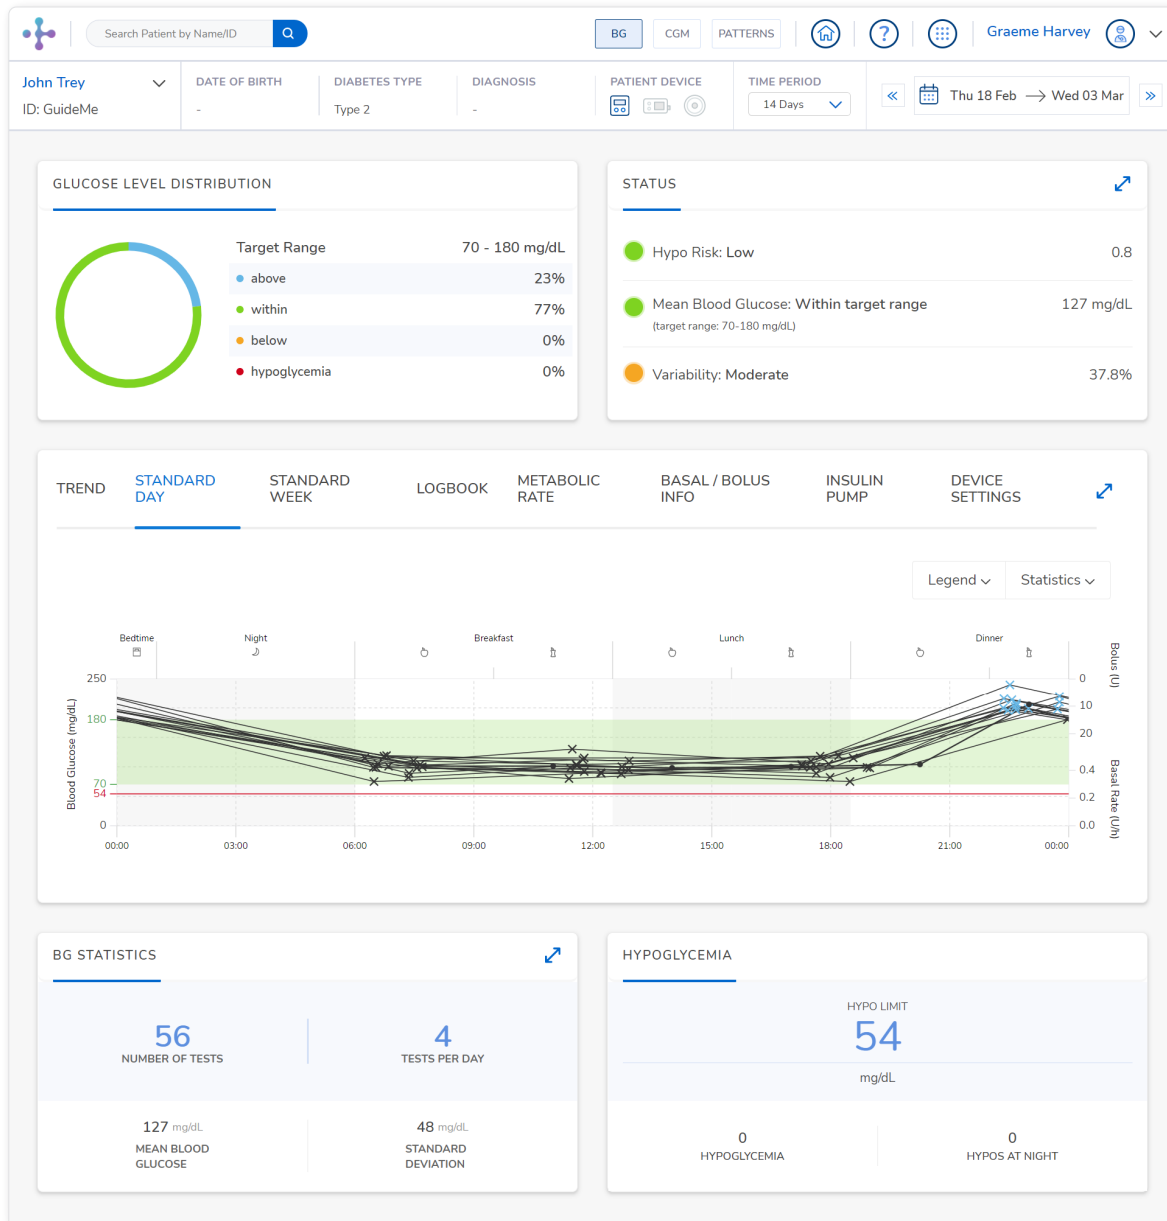 Search Patient by Name/ID
BG
CGM
PATTERNS
?
Graeme Harvey
John Trey
ID: GuideMe
DATE OF BIRTH
-
DIABETES TYPE
Type 2
DIAGNOSIS
-
PATIENT DEVICE
TIME PERIOD
14 Days
Thu 18 Feb → Wed 03 Mar
GLUCOSE LEVEL DISTRIBUTION
Target Range 70 - 180 mg/dL
above 23%
within 77%
below 0%
hypoglycemia 0%
STATUS
Hypo Risk: Low 0.8
Mean Blood Glucose: Within target range 127 mg/dL
(target range: 70-180 mg/dL)
Variability: Moderate 37.8%
TREND
STANDARD
DAY
STANDARD
WEEK
LOGBOOK
METABOLIC
RATE
BASAL / BOLUS
INFO
INSULIN
PUMP
DEVICE
SETTINGS
Legend
Statistics
Bedtime
Night
Breakfast
Lunch
Dinner
Blood Glucose (mg/dL)
250
180
70
54
0
Bolus (U)
0
10
20
Basal Rate (U/h)
0.4
0.2
0.0
00:00
03:00
06:00
09:00
12:00
15:00
18:00
21:00
00:00
BG STATISTICS
56
NUMBER OF TESTS
4
TESTS PER DAY
127 mg/dL
MEAN BLOOD
GLUCOSE
48 mg/dL
STANDARD
DEVIATION
HYPOGLYCEMIA
HYPO LIMIT
54
mg/dL
0
HYPOGLYCEMIA
0
HYPOS AT NIGHT